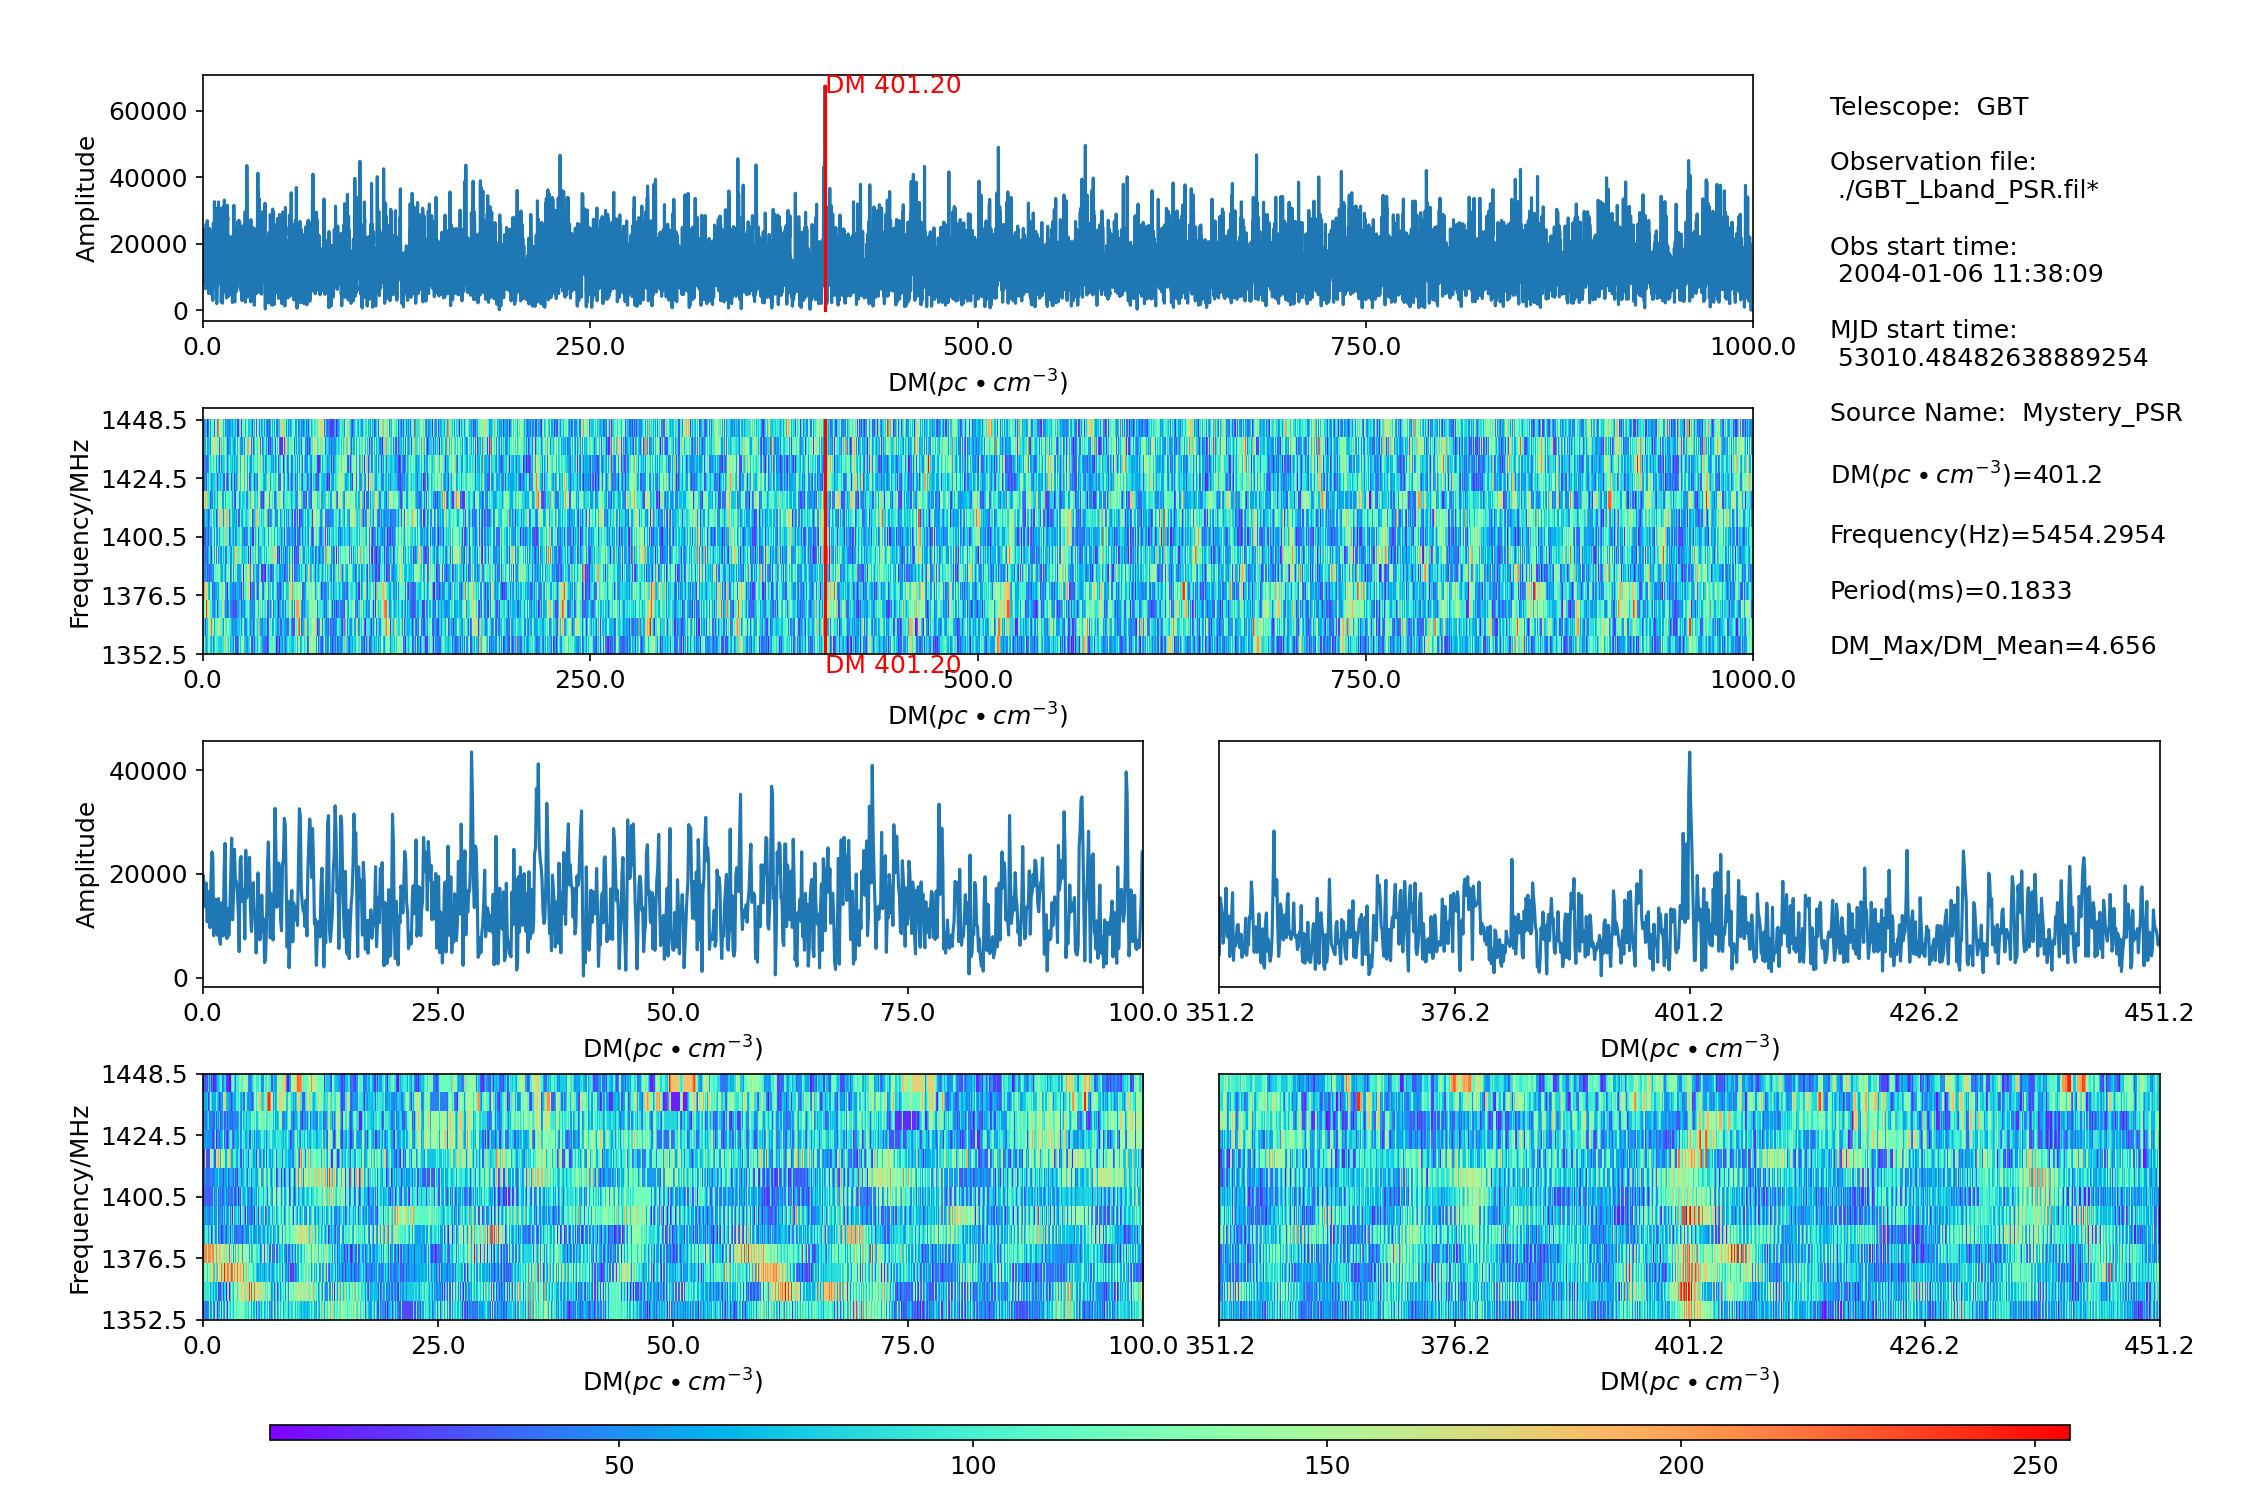 DM 401.20
60000
40000
20000
0
Amplitude
0.0 250.0 500.0 750.0 1000.0
DM(pc • cm⁻³)
Telescope:  GBT
Observation file:
./GBT_Lband_PSR.fil*
Obs start time:
2004-01-06 11:38:09
MJD start time:
53010.48482638889254
Source Name:  Mystery_PSR
DM(pc • cm⁻³)=401.2
Frequency(Hz)=5454.2954
Period(ms)=0.1833
DM_Max/DM_Mean=4.656
1448.5
1424.5
1400.5
1376.5
1352.5
Frequency/MHz
DM 401.20
0.0 250.0 500.0 750.0 1000.0
DM(pc • cm⁻³)
40000
20000
0
Amplitude
0.0 25.0 50.0 75.0 100.0
DM(pc • cm⁻³)
351.2 376.2 401.2 426.2 451.2
DM(pc • cm⁻³)
1448.5
1424.5
1400.5
1376.5
1352.5
Frequency/MHz
0.0 25.0 50.0 75.0 100.0
DM(pc • cm⁻³)
351.2 376.2 401.2 426.2 451.2
DM(pc • cm⁻³)
50 100 150 200 250